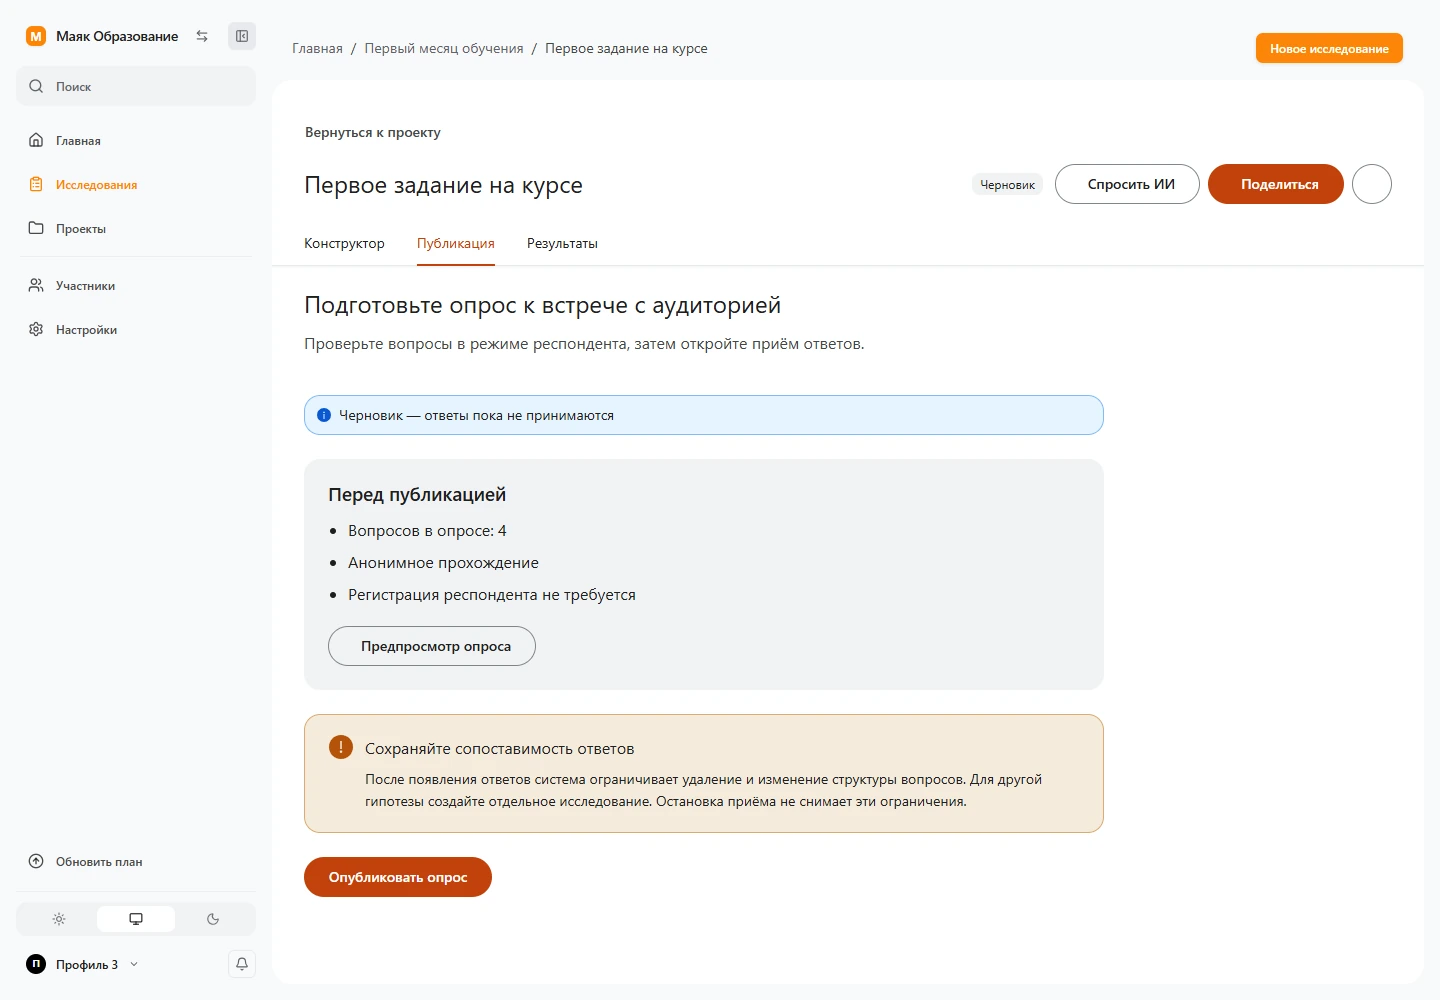 М Маяк Образование
Поиск
Главная
Исследования
Проекты
Участники
Настройки
Обновить план
П Профиль 3
Главная / Первый месяц обучения / Первое задание на курсе
Новое исследование
Вернуться к проекту
Первое задание на курсе
Черновик
Спросить ИИ
Поделиться
Конструктор
Публикация
Результаты
Подготовьте опрос к встрече с аудиторией
Проверьте вопросы в режиме респондента, затем откройте приём ответов.
Черновик — ответы пока не принимаются
Перед публикацией
• Вопросов в опросе: 4
• Анонимное прохождение
• Регистрация респондента не требуется
Предпросмотр опроса
Сохраняйте сопоставимость ответов
После появления ответов система ограничивает удаление и изменение структуры вопросов. Для другой
гипотезы создайте отдельное исследование. Остановка приёма не снимает эти ограничения.
Опубликовать опрос